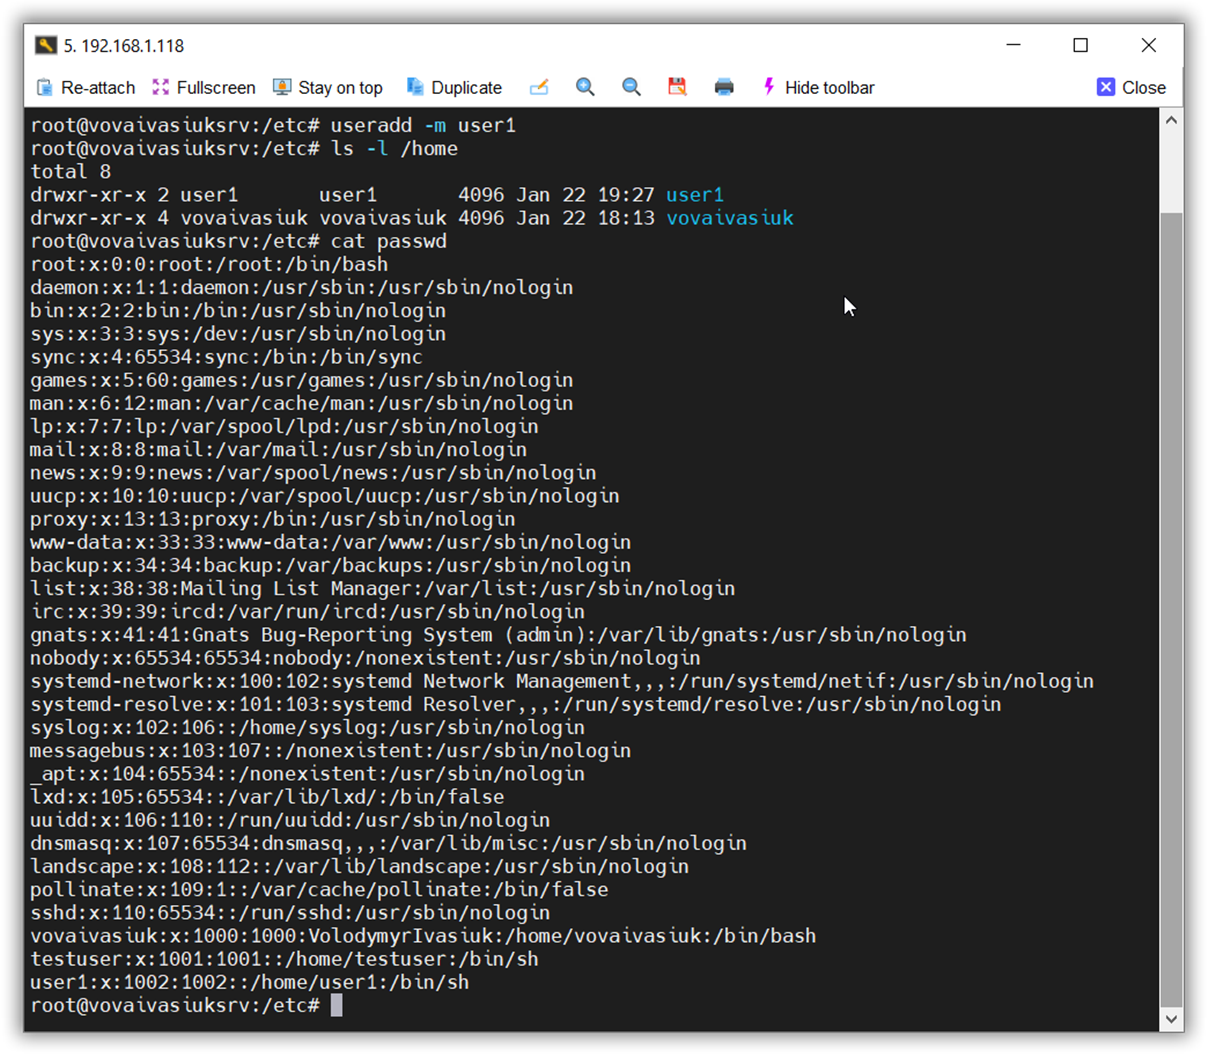 5. 192.168.1.118
Re-attach Fullscreen Stay on top Duplicate Hide toolbar Close
root@vovaivasiuksrv:/etc# useradd -m user1
root@vovaivasiuksrv:/etc# ls -l /home
total 8
drwxr-xr-x 2 user1       user1       4096 Jan 22 19:27 user1
drwxr-xr-x 4 vovaivasiuk vovaivasiuk 4096 Jan 22 18:13 vovaivasiuk
root@vovaivasiuksrv:/etc# cat passwd
root:x:0:0:root:/root:/bin/bash
daemon:x:1:1:daemon:/usr/sbin:/usr/sbin/nologin
bin:x:2:2:bin:/bin:/usr/sbin/nologin
sys:x:3:3:sys:/dev:/usr/sbin/nologin
sync:x:4:65534:sync:/bin:/bin/sync
games:x:5:60:games:/usr/games:/usr/sbin/nologin
man:x:6:12:man:/var/cache/man:/usr/sbin/nologin
lp:x:7:7:lp:/var/spool/lpd:/usr/sbin/nologin
mail:x:8:8:mail:/var/mail:/usr/sbin/nologin
news:x:9:9:news:/var/spool/news:/usr/sbin/nologin
uucp:x:10:10:uucp:/var/spool/uucp:/usr/sbin/nologin
proxy:x:13:13:proxy:/bin:/usr/sbin/nologin
www-data:x:33:33:www-data:/var/www:/usr/sbin/nologin
backup:x:34:34:backup:/var/backups:/usr/sbin/nologin
list:x:38:38:Mailing List Manager:/var/list:/usr/sbin/nologin
irc:x:39:39:ircd:/var/run/ircd:/usr/sbin/nologin
gnats:x:41:41:Gnats Bug-Reporting System (admin):/var/lib/gnats:/usr/sbin/nologin
nobody:x:65534:65534:nobody:/nonexistent:/usr/sbin/nologin
systemd-network:x:100:102:systemd Network Management,,,:/run/systemd/netif:/usr/sbin/nologin
systemd-resolve:x:101:103:systemd Resolver,,,:/run/systemd/resolve:/usr/sbin/nologin
syslog:x:102:106::/home/syslog:/usr/sbin/nologin
messagebus:x:103:107::/nonexistent:/usr/sbin/nologin
_apt:x:104:65534::/nonexistent:/usr/sbin/nologin
lxd:x:105:65534::/var/lib/lxd/:/bin/false
uuidd:x:106:110::/run/uuidd:/usr/sbin/nologin
dnsmasq:x:107:65534:dnsmasq,,,:/var/lib/misc:/usr/sbin/nologin
landscape:x:108:112::/var/lib/landscape:/usr/sbin/nologin
pollinate:x:109:1::/var/cache/pollinate:/bin/false
sshd:x:110:65534::/run/sshd:/usr/sbin/nologin
vovaivasiuk:x:1000:1000:VolodymyrIvasiuk:/home/vovaivasiuk:/bin/bash
testuser:x:1001:1001::/home/testuser:/bin/sh
user1:x:1002:1002::/home/user1:/bin/sh
root@vovaivasiuksrv:/etc#